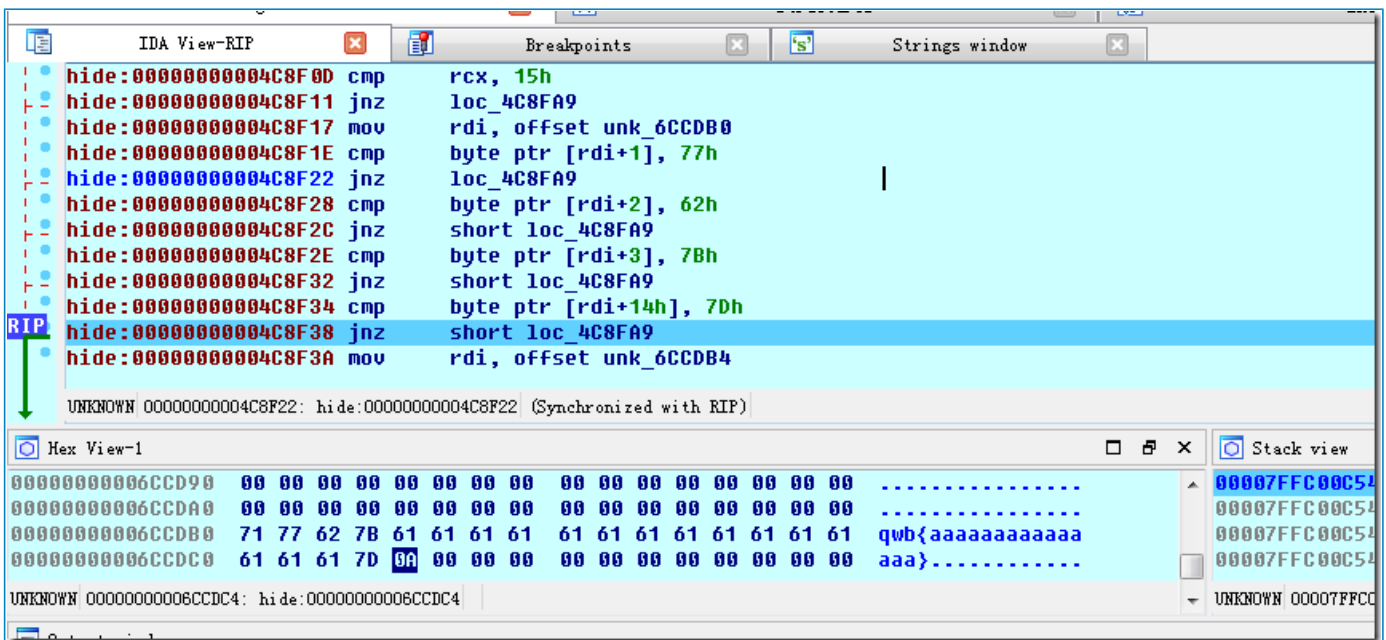 IDA View-RIP Breakpoints 's' Strings window
hide:00000000004C8F0D cmp rcx, 15h
hide:00000000004C8F11 jnz loc_4C8FA9
hide:00000000004C8F17 mov rdi, offset unk_6CCDB0
hide:00000000004C8F1E cmp byte ptr [rdi+1], 77h
hide:00000000004C8F22 jnz loc_4C8FA9
hide:00000000004C8F28 cmp byte ptr [rdi+2], 62h
hide:00000000004C8F2C jnz short loc_4C8FA9
hide:00000000004C8F2E cmp byte ptr [rdi+3], 7Bh
hide:00000000004C8F32 jnz short loc_4C8FA9
hide:00000000004C8F34 cmp byte ptr [rdi+14h], 7Dh
RIP hide:00000000004C8F38 jnz short loc_4C8FA9
hide:00000000004C8F3A mov rdi, offset unk_6CCDB4
UNKNOWN 00000000004C8F22: hide:00000000004C8F22 (Synchronized with RIP)
Hex View-1 Stack view
00000000006CCD90 00 00 00 00 00 00 00 00 00 00 00 00 00 00 00 00 ................ 00007FFC00C54
00000000006CCDA0 00 00 00 00 00 00 00 00 00 00 00 00 00 00 00 00 ................ 00007FFC00C54
00000000006CCDB0 71 77 62 7B 61 61 61 61 61 61 61 61 61 61 61 61 qwb{aaaaaaaaaaaa 00007FFC00C54
00000000006CCDC0 61 61 61 7D 0A 00 00 00 00 00 00 00 00 00 00 00 aaa}............ 00007FFC00C54
UNKNOWN 00000000006CCDC4: hide:00000000006CCDC4 UNKNOWN 00007FFC